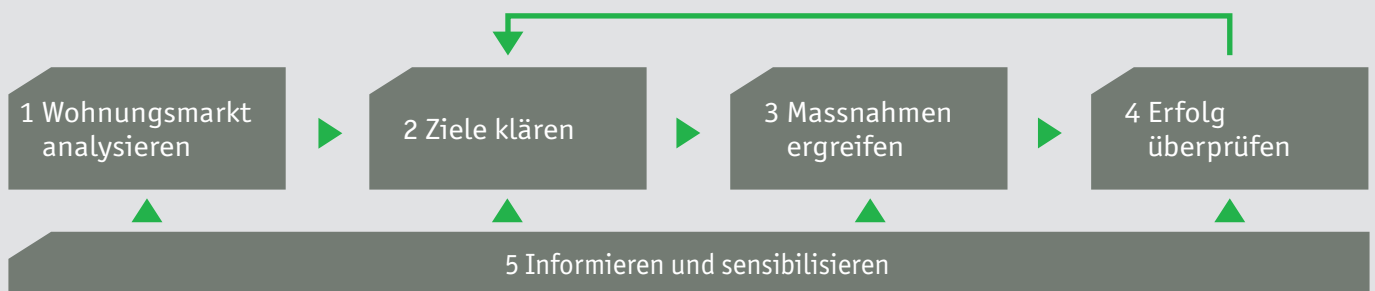 1 Wohnungsmarkt
analysieren
2 Ziele klären
3 Massnahmen
ergreifen
4 Erfolg
überprüfen
5 Informieren und sensibilisieren